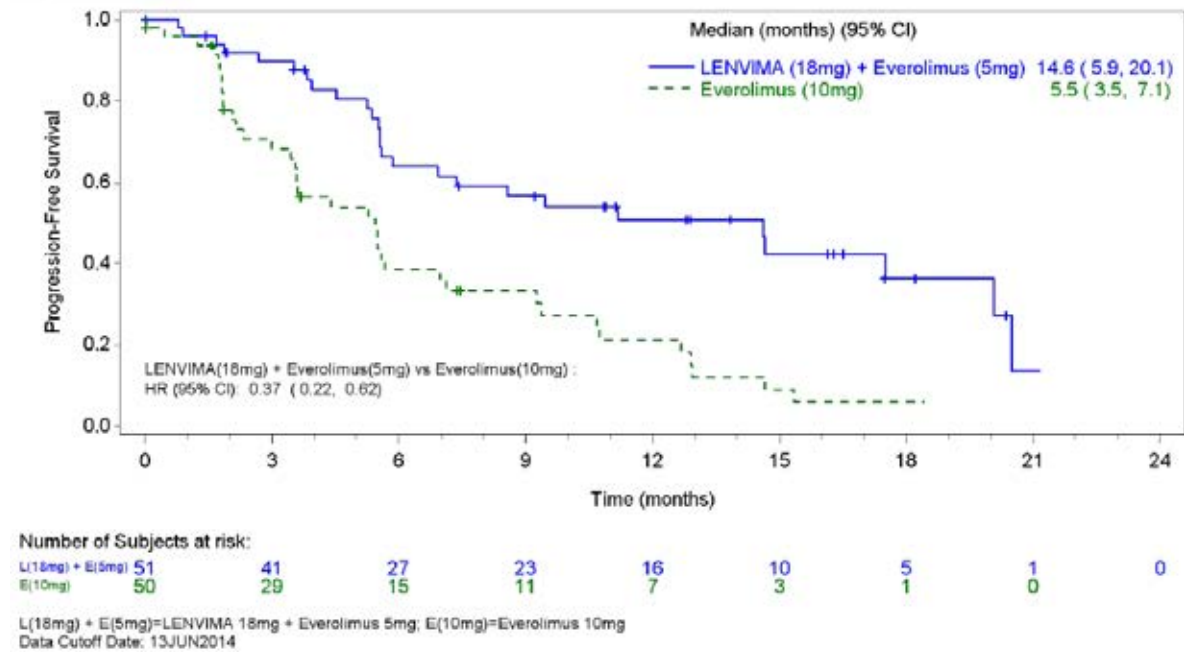 Median (months) (95% CI)
LENVIMA (18mg) + Everolimus (5mg) 14.6 ( 5.9, 20.1)
Everolimus (10mg) 5.5 ( 3.5, 7.1)
Progression-Free Survival
1.0
0.8
0.6
0.4
0.2
0.0
LENVIMA(18mg) + Everolimus(5mg) vs Everolimus(10mg) :
HR (95% CI): 0.37 ( 0.22, 0.62)
0 3 6 9 12 15 18 21 24
Time (months)
Number of Subjects at risk:
L(18mg) + E(5mg) 51 41 27 23 16 10 5 1 0
E(10mg) 50 29 15 11 7 3 1 0
L(18mg) + E(5mg)=LENVIMA 18mg + Everolimus 5mg; E(10mg)=Everolimus 10mg
Data Cutoff Date: 13JUN2014